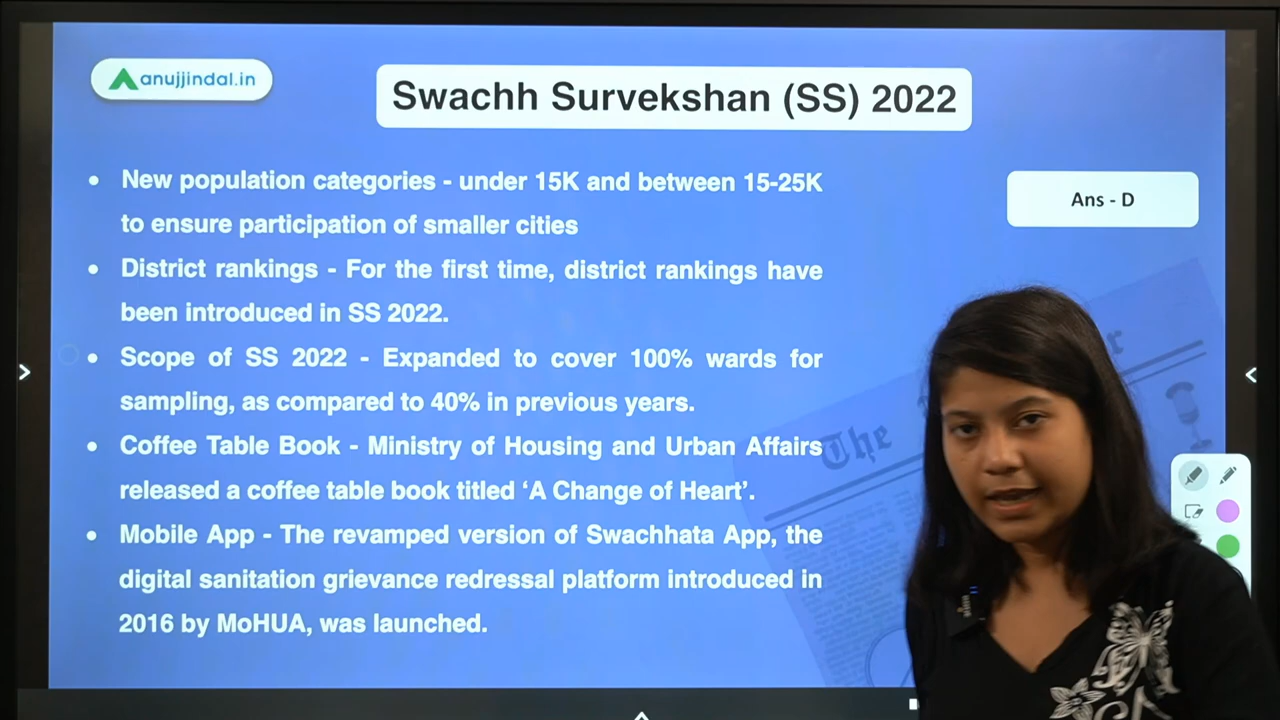 anujjindal.in
Swachh Survekshan (SS) 2022
• New population categories - under 15K and between 15-25K
to ensure participation of smaller cities
Ans - D
• District rankings - For the first time, district rankings have
been introduced in SS 2022.
• Scope of SS 2022 - Expanded to cover 100% wards for
sampling, as compared to 40% in previous years.
• Coffee Table Book - Ministry of Housing and Urban Affairs
released a coffee table book titled ‘A Change of Heart’.
• Mobile App - The revamped version of Swachhata App, the
digital sanitation grievance redressal platform introduced in
2016 by MoHUA, was launched.
The